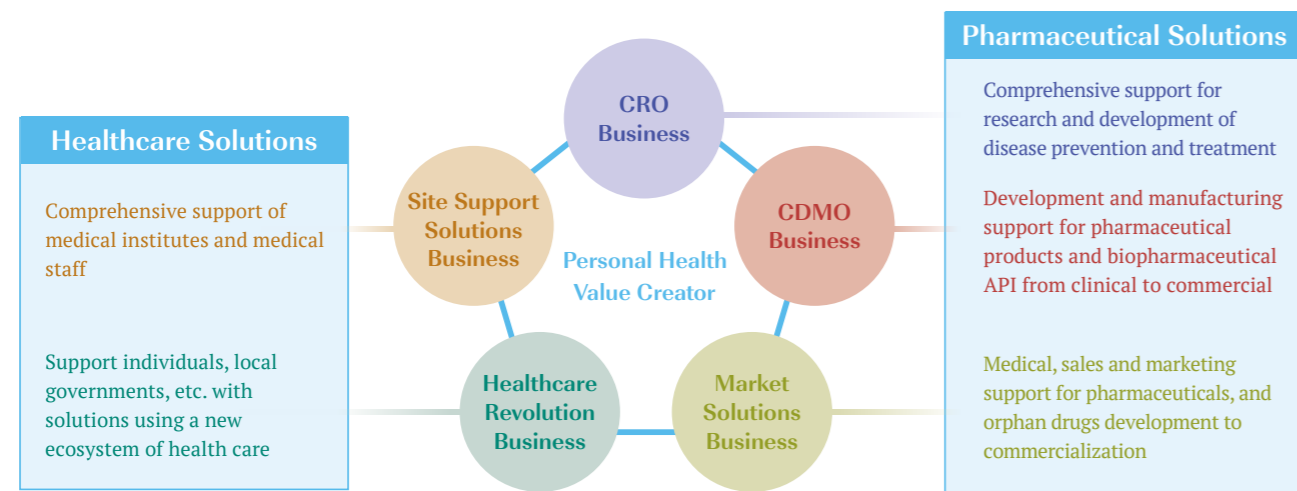 Healthcare Solutions
Comprehensive support of
medical institutes and medical
staff
Support individuals, local
governments, etc. with
solutions using a new
ecosystem of health care
CRO
Business
Site Support
Solutions
Business
CDMO
Business
Personal Health
Value Creator
Healthcare
Revolution
Business
Market
Solutions
Business
Pharmaceutical Solutions
Comprehensive support for
research and development of
disease prevention and treatment
Development and manufacturing
support for pharmaceutical
products and biopharmaceutical
API from clinical to commercial
Medical, sales and marketing
support for pharmaceuticals, and
orphan drugs development to
commercialization